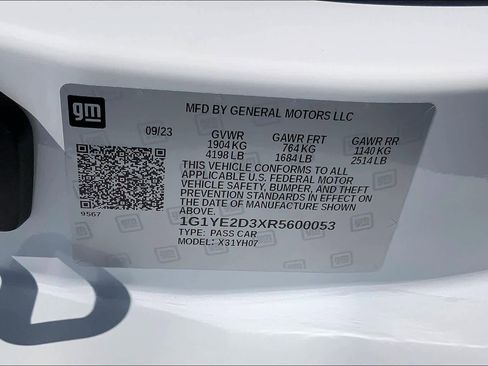 gm
MFD BY GENERAL MOTORS LLC
09/23 GVWR GAWR FRT GAWR RR
1904 KG 764 KG 1140 KG
4198 LB 1684 LB 2514 LB
THIS VEHICLE CONFORMS TO ALL
APPLICABLE U.S. FEDERAL MOTOR
VEHICLE SAFETY, BUMPER, AND THEFT
PREVENTION STANDARDS IN EFFECT ON
THE DATE OF MANUFACTURE SHOWN
ABOVE.
9567
1G1YE2D3XR5600053
TYPE: PASS CAR
MODEL: X31YH07